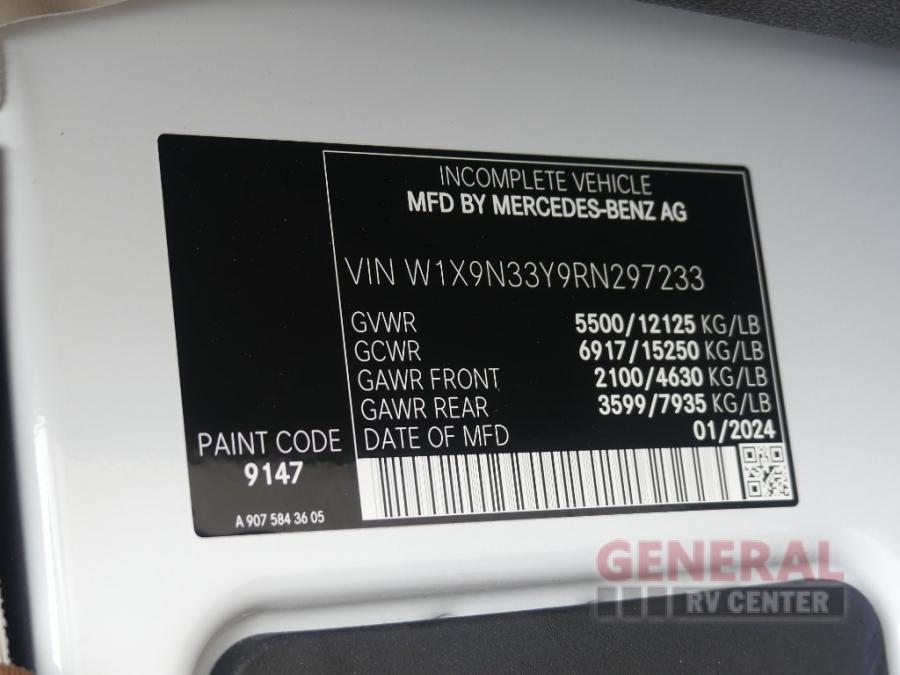 INCOMPLETE VEHICLE
MFD BY MERCEDES-BENZ AG
VIN W1X9N33Y9RN297233
GVWR 5500/12125 KG/LB
GCWR 6917/15250 KG/LB
GAWR FRONT 2100/4630 KG/LB
GAWR REAR 3599/7935 KG/LB
DATE OF MFD 01/2024
PAINT CODE
9147
A 907 584 36 05
GENERAL
RV CENTER